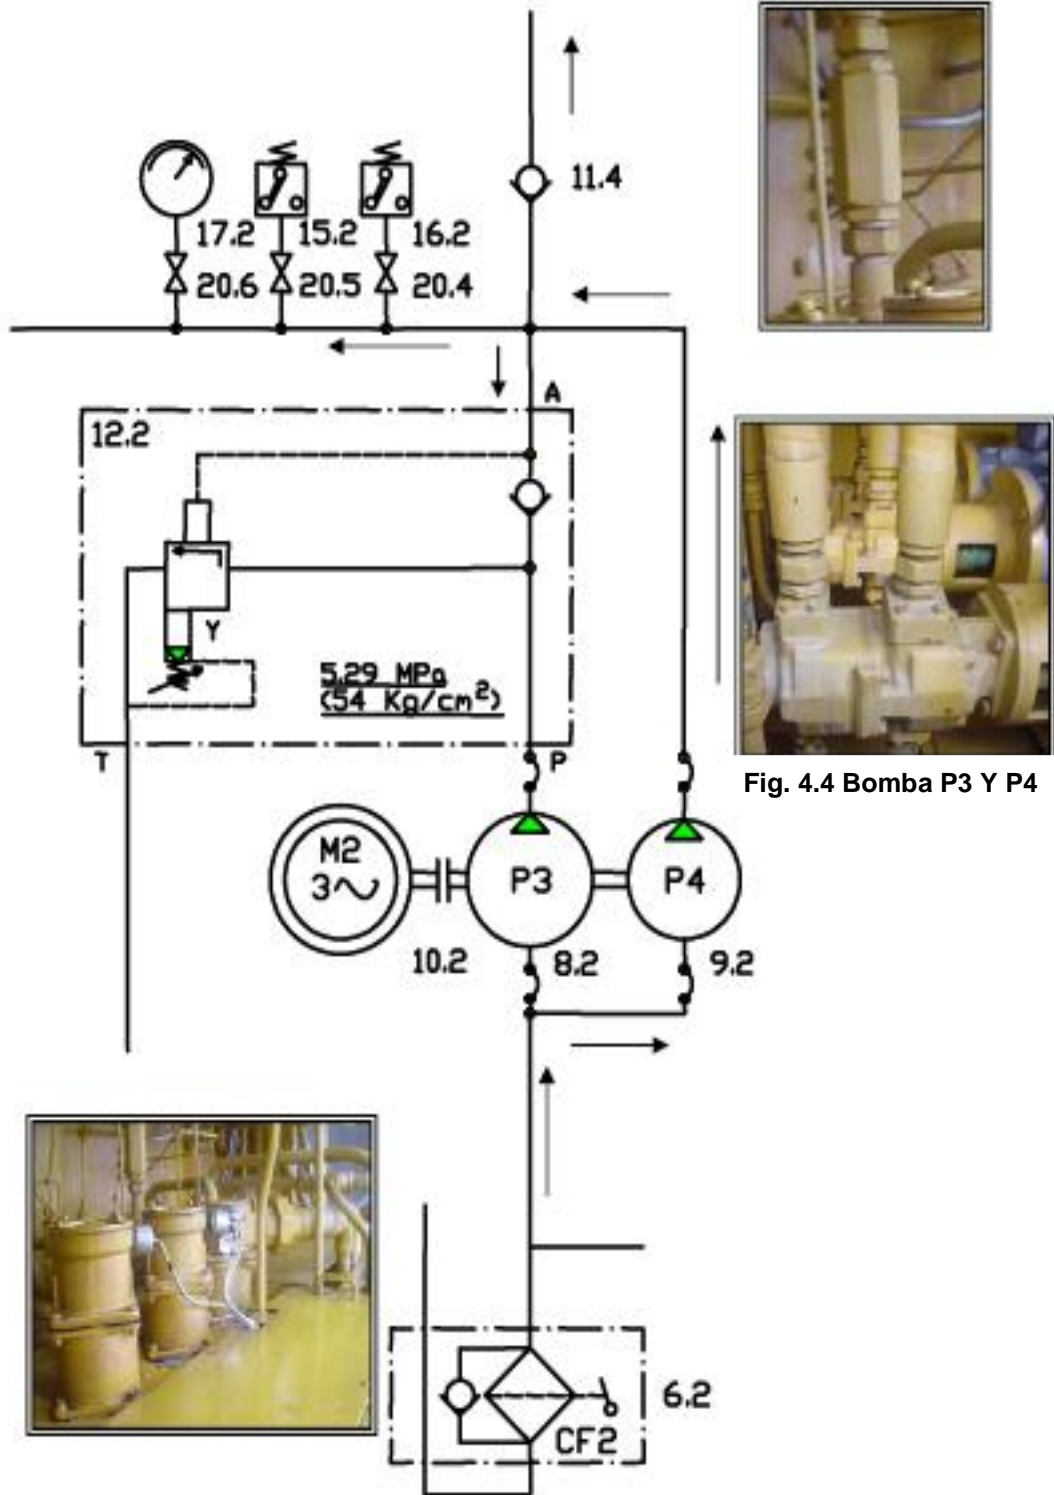 11.4
17.2 15.2 16.2
20.6 20.5 20.4
A
12.2
Y
5.29 MPa
(54 Kg/cm²)
T
P
Fig. 4.4 Bomba P3 Y P4
M2
3~
P3
P4
10.2
8.2
9.2
6.2
CF2